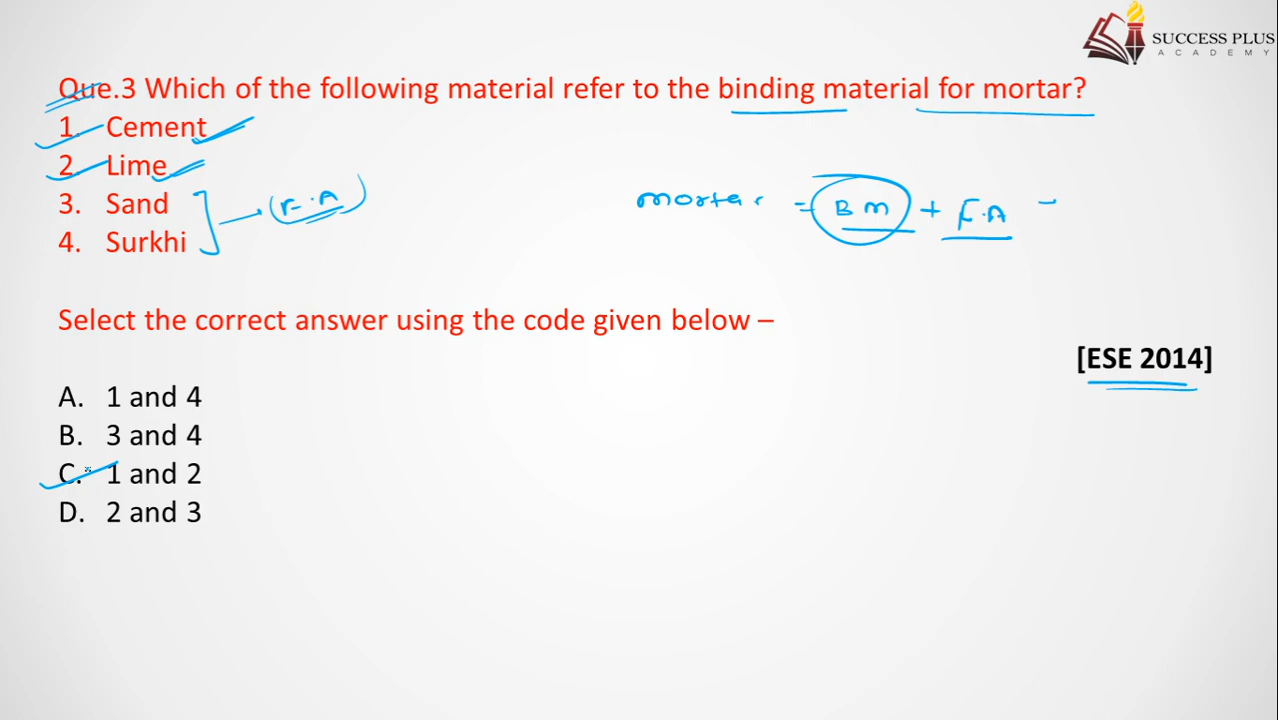 SUCCESS PLUS
ACADEMY
Que.3 Which of the following material refer to the binding material for mortar?
1. Cement
2. Lime
3. Sand
4. Surkhi
(F.A)
mortar = BM + F.A -
Select the correct answer using the code given below –
[ESE 2014]
A. 1 and 4
B. 3 and 4
C. 1 and 2
D. 2 and 3